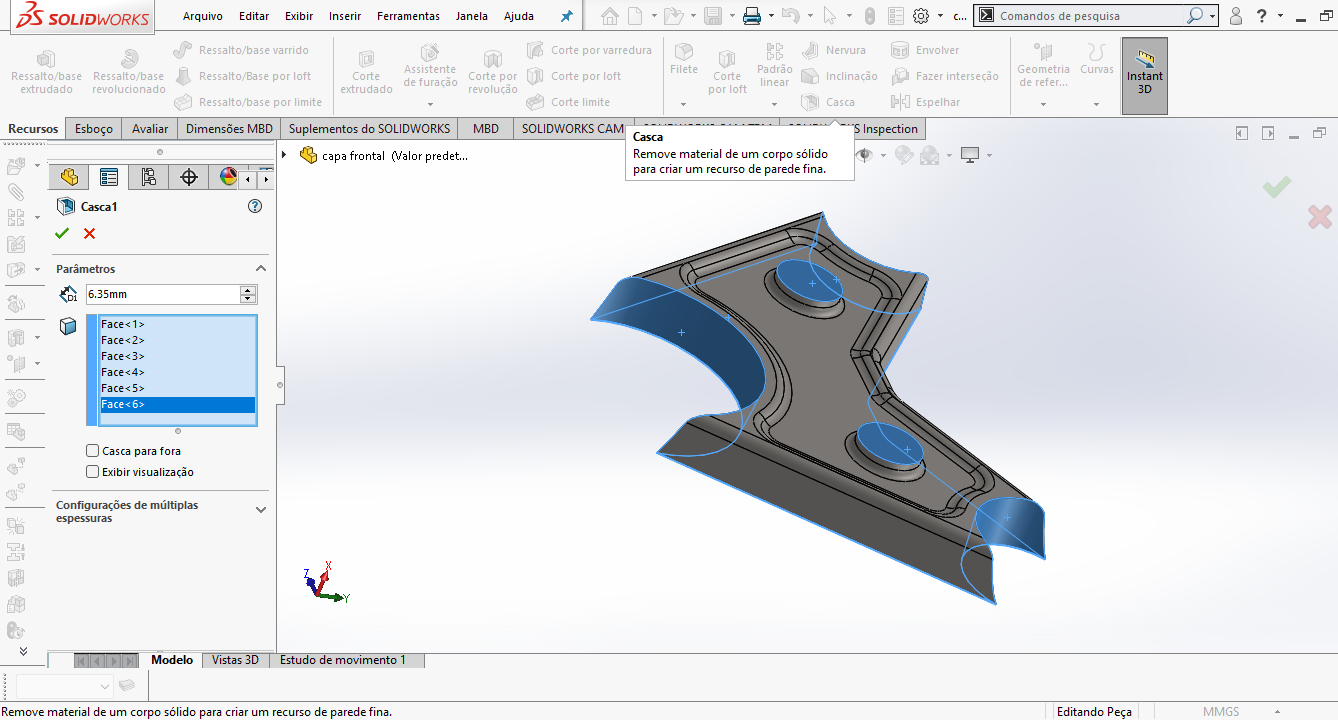 SOLIDWORKS
Arquivo Editar Exibir Inserir Ferramentas Janela Ajuda
c...
Comandos de pesquisa
?
Ressalto/base extrudado
Ressalto/base revolucionado
Ressalto/base varrido
Ressalto/Base por loft
Ressalto/base por limite
Corte extrudado
Assistente de furação
Corte por revolução
Corte por varredura
Corte por loft
Corte limite
Filete
Corte por loft
Padrão linear
Nervura
Inclinação
Casca
Envolver
Fazer interseção
Espelhar
Geometria de refer...
Curvas
Instant 3D
Recursos Esboço Avaliar Dimensões MBD Suplementos do SOLIDWORKS MBD SOLIDWORKS CAM
Inspection
Casca
Remove material de um corpo sólido
para criar um recurso de parede fina.
capa frontal (Valor predet...
Casca1
?
Parâmetros
D1
6.35mm
Face<1>
Face<2>
Face<3>
Face<4>
Face<5>
Face<6>
Casca para fora
Exibir visualização
Configurações de múltiplas
espessuras
X
Z
Y
Modelo Vistas 3D Estudo de movimento 1
Remove material de um corpo sólido para criar um recurso de parede fina.
Editando Peça
MMGS